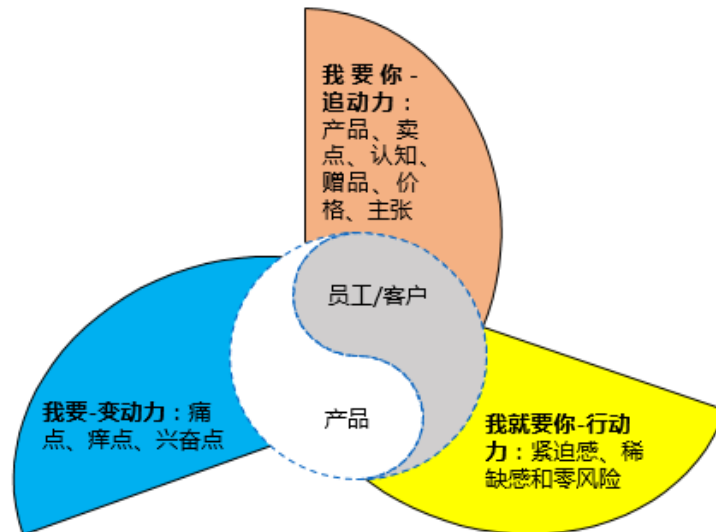 我要你-
追动力：
产品、卖
点、认知、
赠品、价
格、主张
员工/客户
产品
我要-变动力：痛
点、痒点、兴奋点
我就要你-行动
力：紧迫感、稀
缺感和零风险